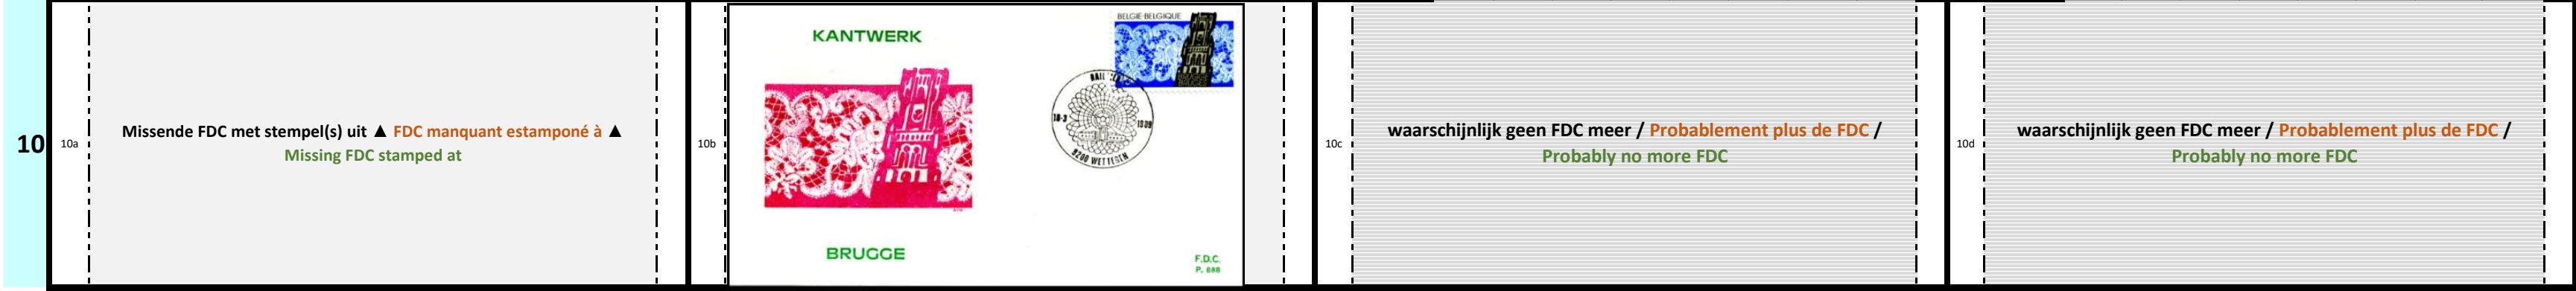 10
10a
Missende FDC met stempel(s) uit ▲ FDC manquant estamponé à ▲
Missing FDC stamped at
10b
KANTWERK
BELGIE-BELGIQUE
18-3
9200 WETTEREN
BRUGGE
F.D.C.
P. 888
10c
waarschijnlijk geen FDC meer / Probablement plus de FDC /
Probably no more FDC
10d
waarschijnlijk geen FDC meer / Probablement plus de FDC /
Probably no more FDC